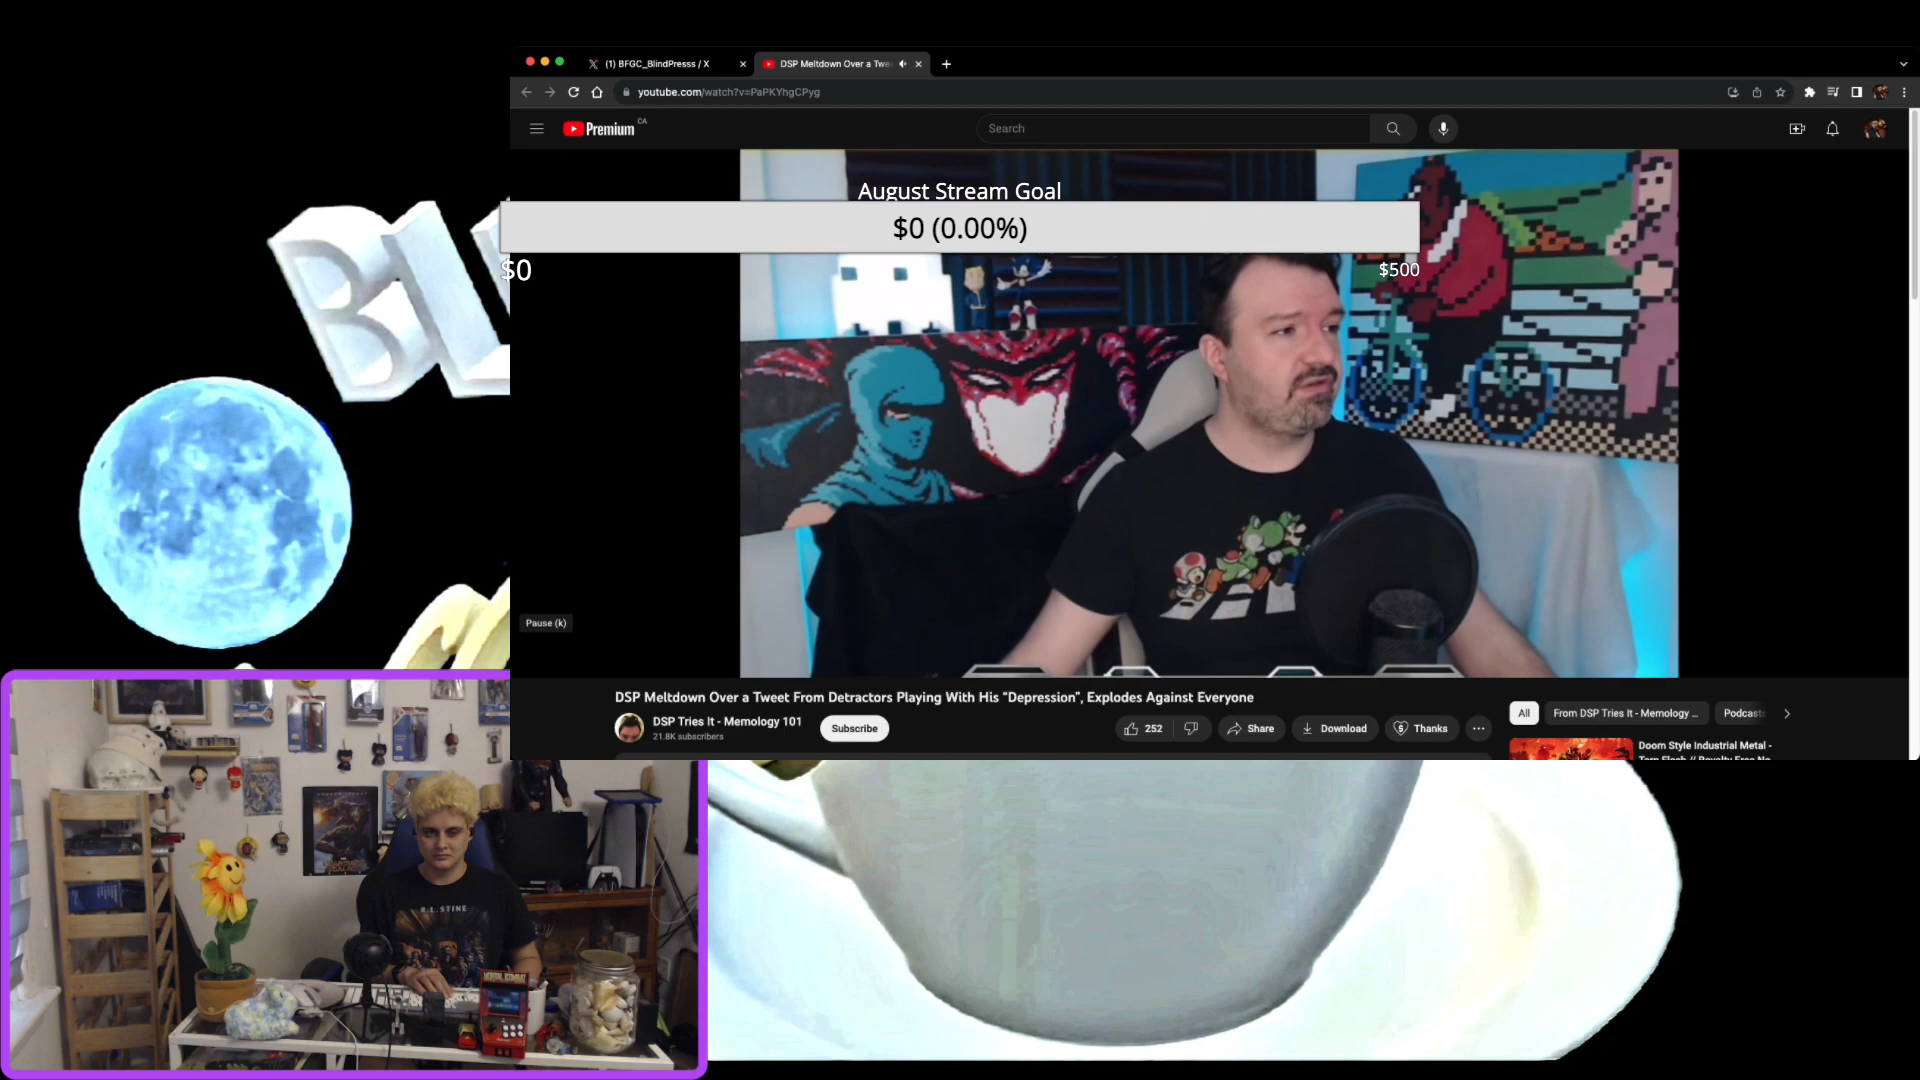 (1) BFGC_BlindPresss / X
DSP Meltdown Over a Twe
youtube.com/watch?v=PaPKYhgCPyg
Premium CA
Search
August Stream Goal
$0 (0.00%)
$0
$500
BL
Pause (k)
DSP Meltdown Over a Tweet From Detractors Playing With His "Depression", Explodes Against Everyone
DSP Tries It - Memology 101
21.8K subscribers
Subscribe
252
Share
Download
Thanks
All
From DSP Tries It - Memology ...
Podcasts
Doom Style Industrial Metal -
R.L. STINE
MORTAL KOMBAT